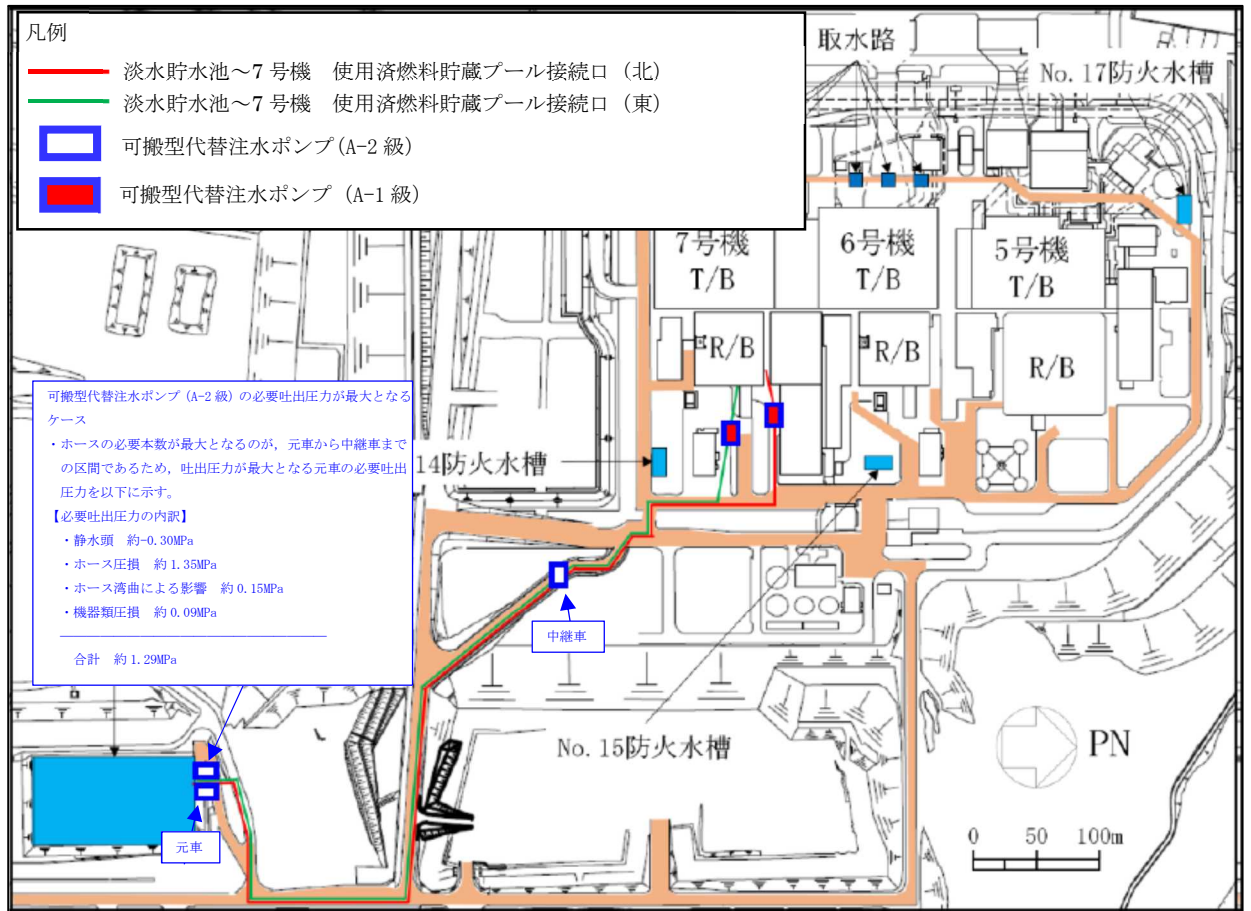 凡例
淡水貯水池～7 号機　使用済燃料貯蔵プール接続口（北）
淡水貯水池～7 号機　使用済燃料貯蔵プール接続口（東）
可搬型代替注水ポンプ(A-2 級)
可搬型代替注水ポンプ（A-1 級）
取水路
No. 17防火水槽
7号機
T/B
6号機
T/B
5号機
T/B
R/B
R/B
R/B
可搬型代替注水ポンプ（A-2 級）の必要吐出圧力が最大となる
ケース
・ホースの必要本数が最大となるのが，元車から中継車まで
の区間であるため，吐出圧力が最大となる元車の必要吐出
圧力を以下に示す。
【必要吐出圧力の内訳】
・静水頭　約-0.30MPa
・ホース圧損　約 1.35MPa
・ホース湾曲による影響　約 0.15MPa
・機器類圧損　約 0.09MPa
合計　約 1.29MPa
14防火水槽
中継車
No. 15防火水槽
PN
元車
0 50 100m